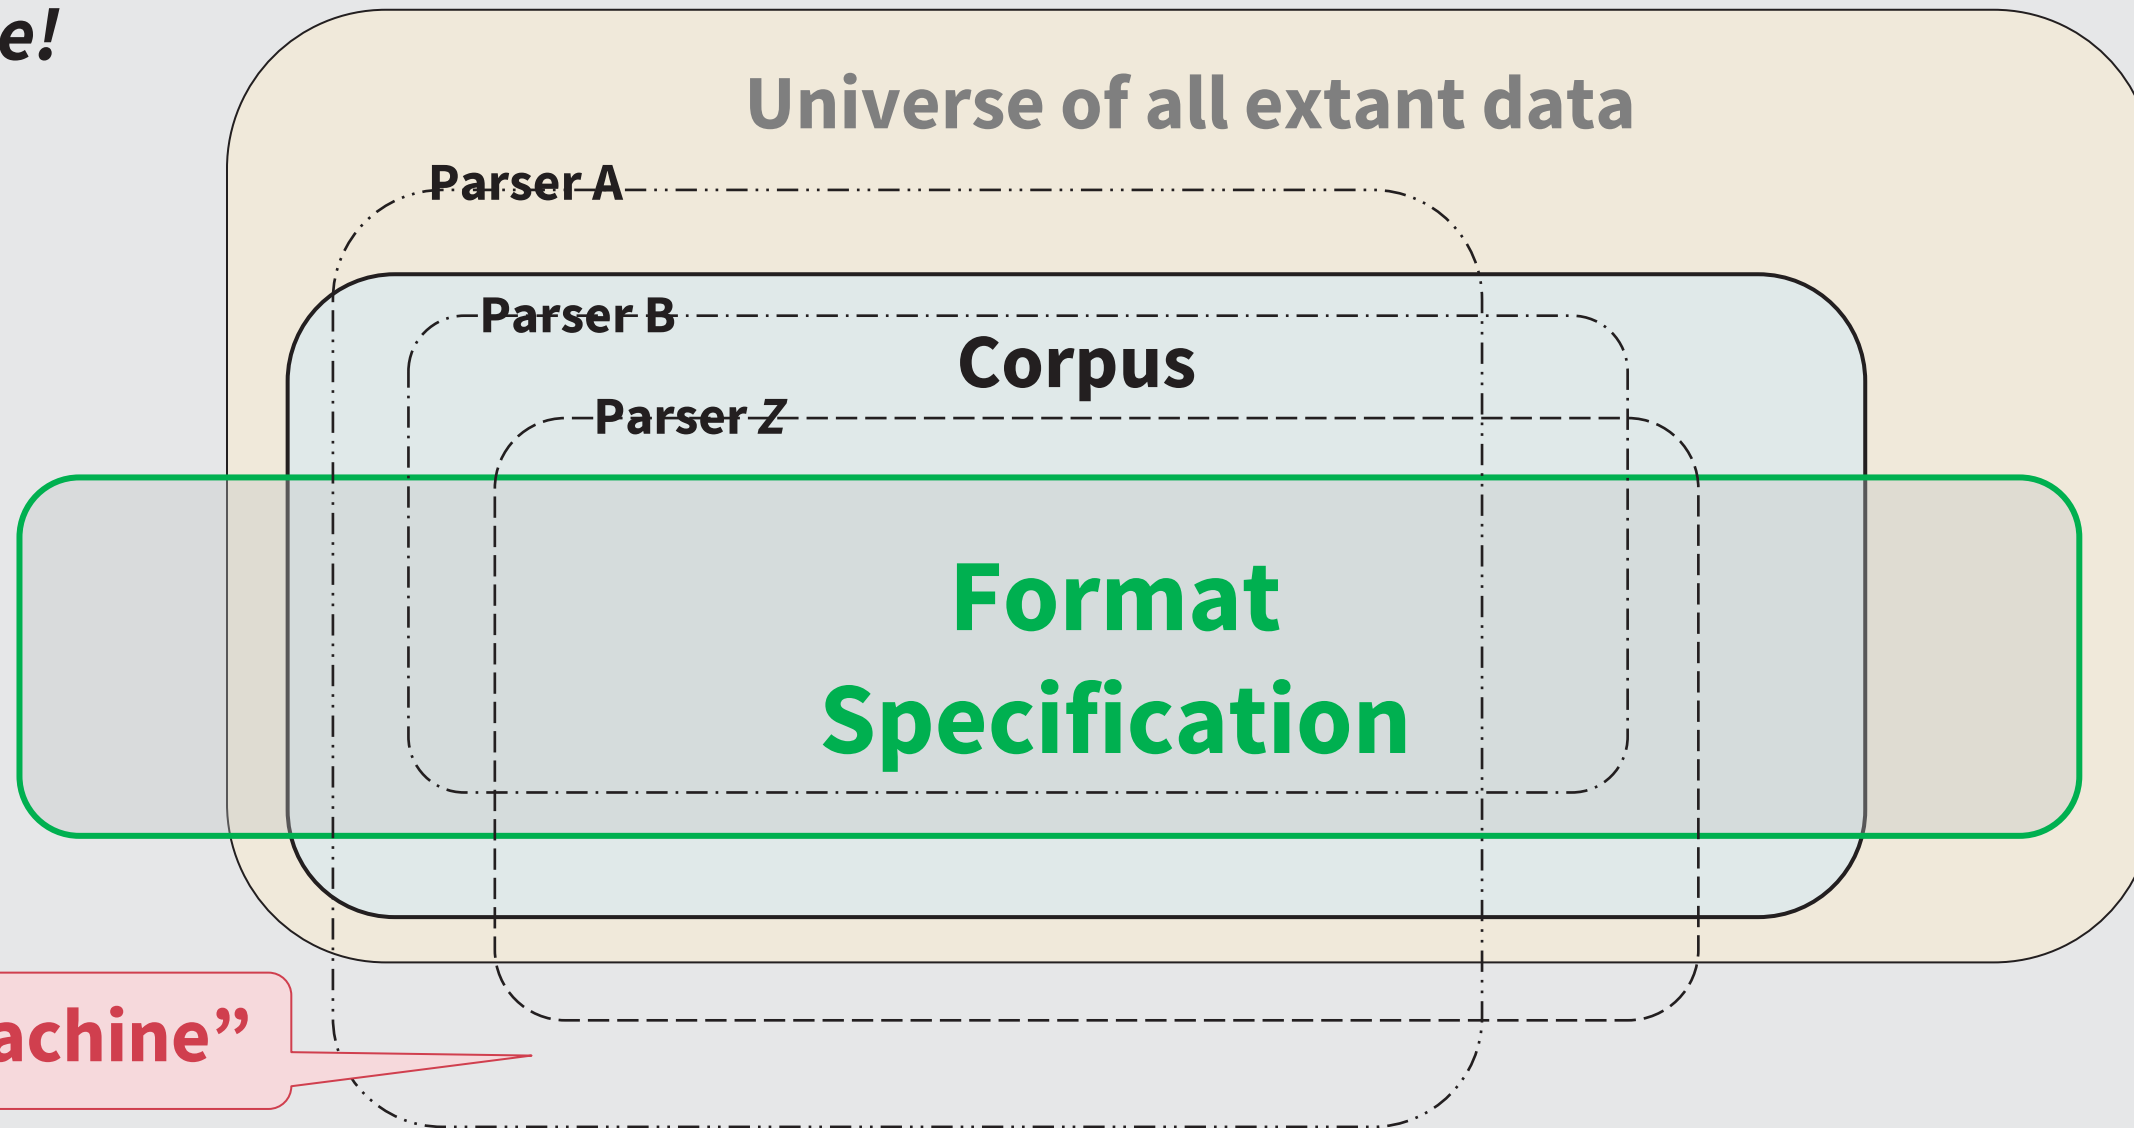 e!
Universe of all extant data
Parser A
Parser B
Corpus
Parser Z
Format
Specification
achine”